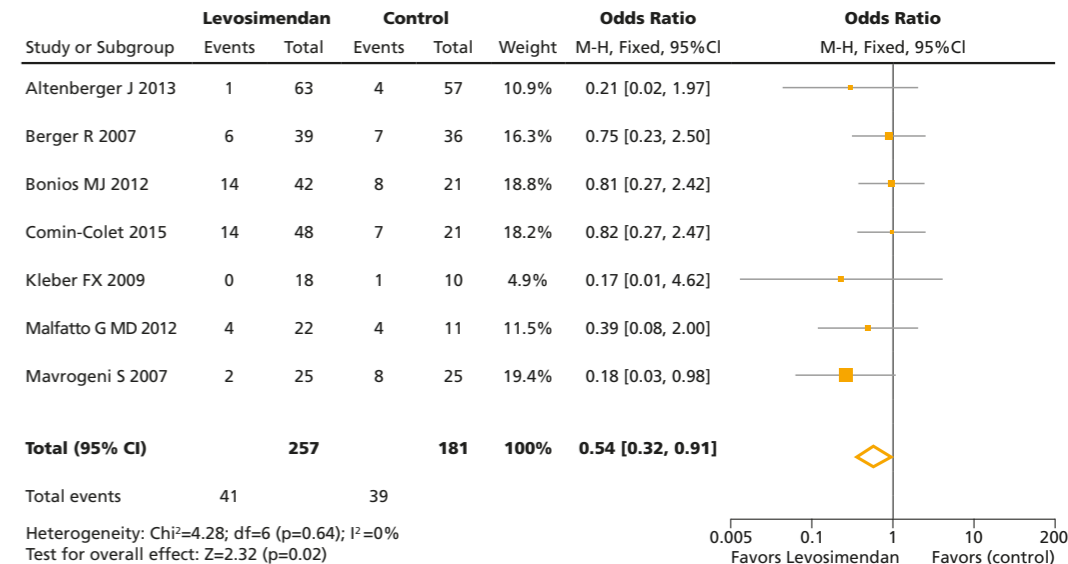 Levosimendan Control Odds Ratio Odds Ratio
Study or Subgroup Events Total Events Total Weight M-H, Fixed, 95%Cl M-H, Fixed, 95%Cl
Altenberger J 2013 1 63 4 57 10.9% 0.21 [0.02, 1.97]
Berger R 2007 6 39 7 36 16.3% 0.75 [0.23, 2.50]
Bonios MJ 2012 14 42 8 21 18.8% 0.81 [0.27, 2.42]
Comin-Colet 2015 14 48 7 21 18.2% 0.82 [0.27, 2.47]
Kleber FX 2009 0 18 1 10 4.9% 0.17 [0.01, 4.62]
Malfatto G MD 2012 4 22 4 11 11.5% 0.39 [0.08, 2.00]
Mavrogeni S 2007 2 25 8 25 19.4% 0.18 [0.03, 0.98]
Total (95% CI) 257 181 100% 0.54 [0.32, 0.91]
Total events 41 39
Heterogeneity: Chi²=4.28; df=6 (p=0.64); I²=0%
Test for overall effect: Z=2.32 (p=0.02)
0.005 0.1 1 10 200
Favors Levosimendan Favors (control)